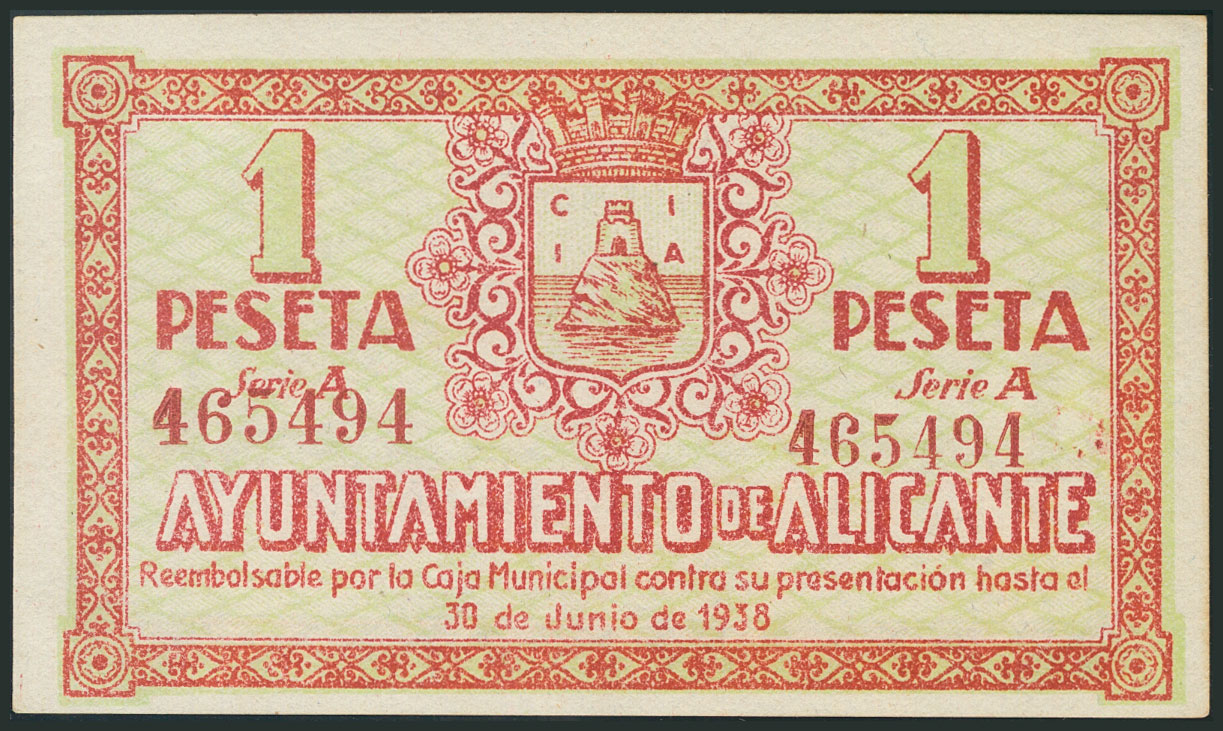 1 1
C I
I A
PESETA PESETA
Serie A Serie A
465494 465494
AYUNTAMIENTO DE ALICANTE
Reembolsable por la Caja Municipal contra su presentación hasta el
30 de Junio de 1938